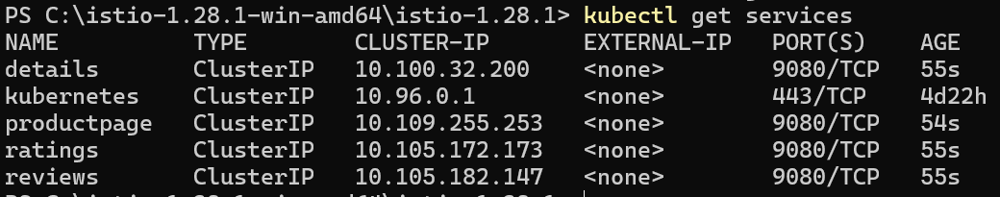 PS C:\istio-1.28.1-win-amd64\istio-1.28.1> kubectl get services
NAME TYPE CLUSTER-IP EXTERNAL-IP PORT(S) AGE
details ClusterIP 10.100.32.200 <none> 9080/TCP 55s
kubernetes ClusterIP 10.96.0.1 <none> 443/TCP 4d22h
productpage ClusterIP 10.109.255.253 <none> 9080/TCP 54s
ratings ClusterIP 10.105.172.173 <none> 9080/TCP 55s
reviews ClusterIP 10.105.182.147 <none> 9080/TCP 55s